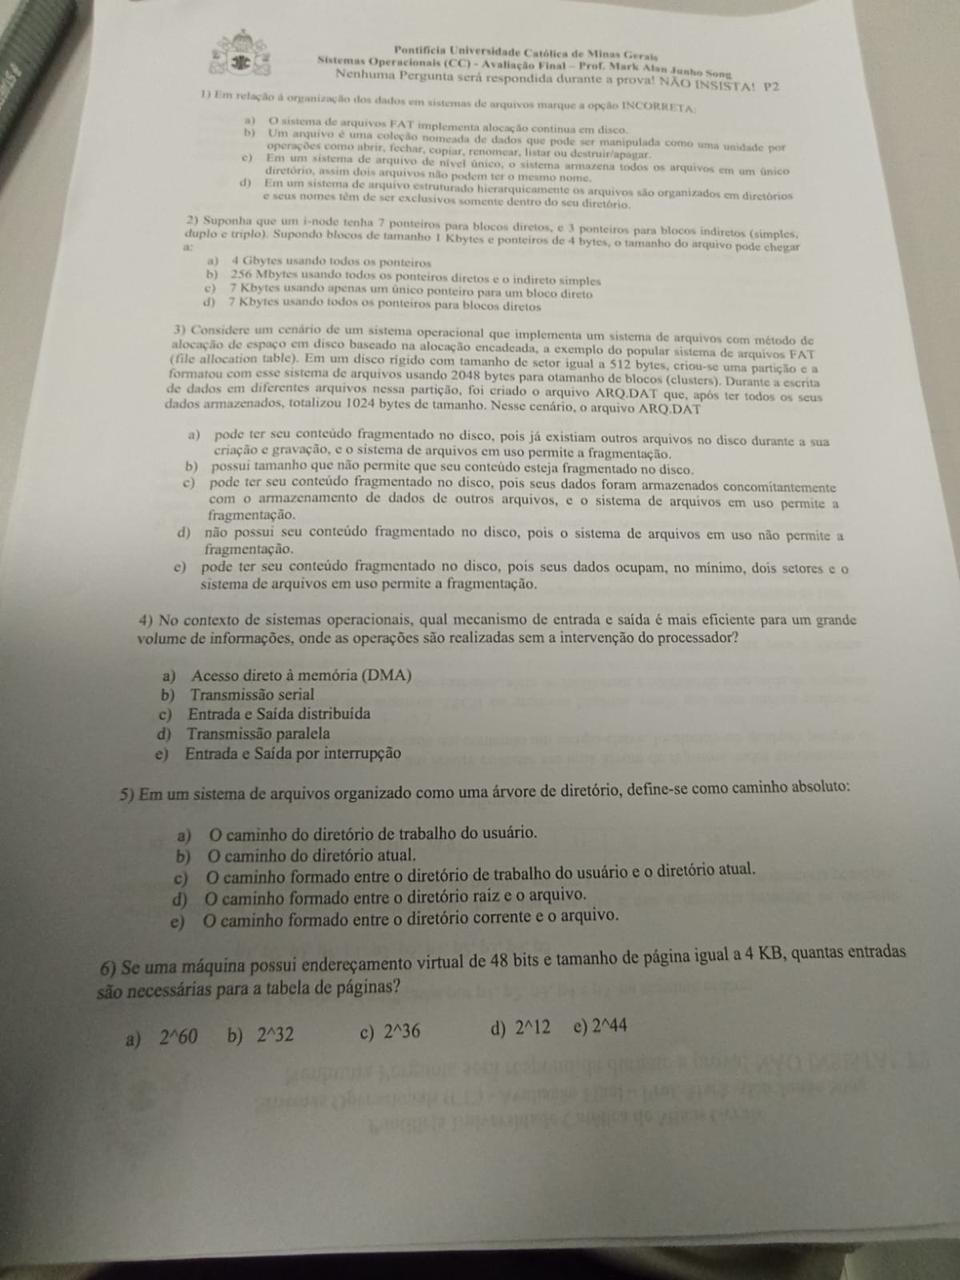 Pontifícia Universidade Católica de Minas Gerais
Sistemas Operacionais (CC) - Avaliação Final – Prof. Mark Alan Junho Song
Nenhuma Pergunta será respondida durante a prova! NÃO INSISTA! P2
1) Em relação à organização dos dados em sistemas de arquivos marque a opção INCORRETA:
a) O sistema de arquivos FAT implementa alocação contínua em disco.
b) Um arquivo é uma coleção nomeada de dados que pode ser manipulada como uma unidade por
operações como abrir, fechar, copiar, renomear, listar ou destruir/apagar.
c) Em um sistema de arquivo de nível único, o sistema armazena todos os arquivos em um único
diretório, assim dois arquivos não podem ter o mesmo nome.
d) Em um sistema de arquivo estruturado hierarquicamente os arquivos são organizados em diretórios
e seus nomes têm de ser exclusivos somente dentro do seu diretório.
2) Suponha que um i-node tenha 7 ponteiros para blocos diretos, e 3 ponteiros para blocos indiretos (simples,
duplo e triplo). Supondo blocos de tamanho 1 Kbytes e ponteiros de 4 bytes, o tamanho do arquivo pode chegar
a:
a) 4 Gbytes usando todos os ponteiros
b) 256 Mbytes usando todos os ponteiros diretos e o indireto simples
c) 7 Kbytes usando apenas um único ponteiro para um bloco direto
d) 7 Kbytes usando todos os ponteiros para blocos diretos
3) Considere um cenário de um sistema operacional que implementa um sistema de arquivos com método de
alocação de espaço em disco baseado na alocação encadeada, a exemplo do popular sistema de arquivos FAT
(file allocation table). Em um disco rígido com tamanho de setor igual a 512 bytes, criou-se uma partição e a
formatou com esse sistema de arquivos usando 2048 bytes para otamanho de blocos (clusters). Durante a escrita
de dados em diferentes arquivos nessa partição, foi criado o arquivo ARQ.DAT que, após ter todos os seus
dados armazenados, totalizou 1024 bytes de tamanho. Nesse cenário, o arquivo ARQ.DAT
a) pode ter seu conteúdo fragmentado no disco, pois já existiam outros arquivos no disco durante a sua
criação e gravação, e o sistema de arquivos em uso permite a fragmentação.
b) possui tamanho que não permite que seu conteúdo esteja fragmentado no disco.
c) pode ter seu conteúdo fragmentado no disco, pois seus dados foram armazenados concomitantemente
com o armazenamento de dados de outros arquivos, e o sistema de arquivos em uso permite a
fragmentação.
d) não possui seu conteúdo fragmentado no disco, pois o sistema de arquivos em uso não permite a
fragmentação.
e) pode ter seu conteúdo fragmentado no disco, pois seus dados ocupam, no mínimo, dois setores e o
sistema de arquivos em uso permite a fragmentação.
4) No contexto de sistemas operacionais, qual mecanismo de entrada e saída é mais eficiente para um grande
volume de informações, onde as operações são realizadas sem a intervenção do processador?
a) Acesso direto à memória (DMA)
b) Transmissão serial
c) Entrada e Saída distribuída
d) Transmissão paralela
e) Entrada e Saída por interrupção
5) Em um sistema de arquivos organizado como uma árvore de diretório, define-se como caminho absoluto:
a) O caminho do diretório de trabalho do usuário.
b) O caminho do diretório atual.
c) O caminho formado entre o diretório de trabalho do usuário e o diretório atual.
d) O caminho formado entre o diretório raiz e o arquivo.
e) O caminho formado entre o diretório corrente e o arquivo.
6) Se uma máquina possui endereçamento virtual de 48 bits e tamanho de página igual a 4 KB, quantas entradas
são necessárias para a tabela de páginas?
a) 2^60 b) 2^32 c) 2^36 d) 2^12 e) 2^44